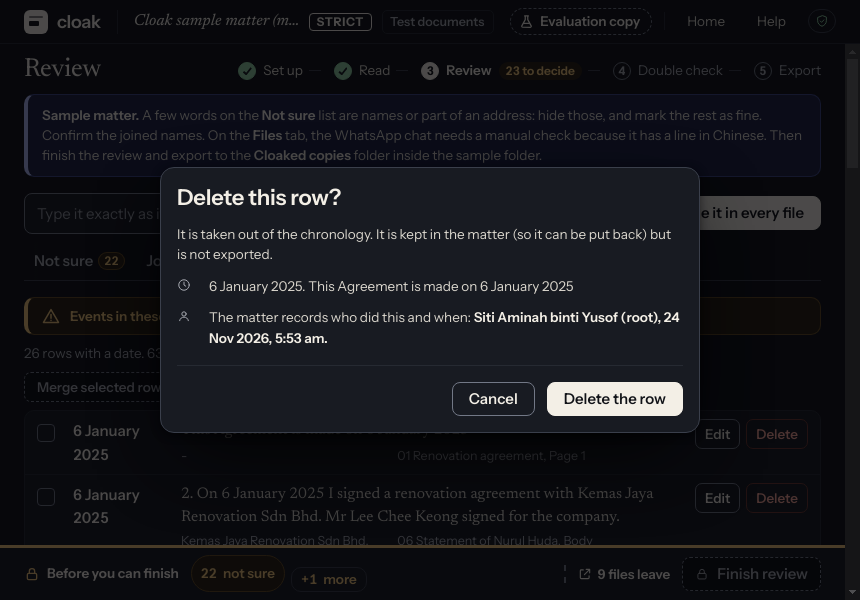 cloak
Cloak sample matter (m...
STRICT
Test documents
Evaluation copy
Home
Help
Review
Set up
Read
3 Review 23 to decide
4 Double check
5 Export
Sample matter. A few words on the Not sure list are names or part of an address: hide those, and mark the rest as fine.
Confirm the joined names. On the Files tab, the WhatsApp chat needs a manual check because it has a line in Chinese. Then
finish the review and export to the Cloaked copies folder inside the sample folder.
Type it exactly as i
e it in every file
Not sure 22
Jo
Events in these
26 rows with a date. 63
Merge selected row
Delete this row?
It is taken out of the chronology. It is kept in the matter (so it can be put back) but
is not exported.
6 January 2025. This Agreement is made on 6 January 2025
The matter records who did this and when: Siti Aminah binti Yusof (root), 24
Nov 2026, 5:53 am.
Cancel
Delete the row
6 January
2025
-
01 Renovation agreement, Page 1
Edit
Delete
6 January
2025
2. On 6 January 2025 I signed a renovation agreement with Kemas Jaya
Renovation Sdn Bhd. Mr Lee Chee Keong signed for the company.
Kemas Jaya Renovation Sdn Bhd.
06 Statement of Nurul Huda, Body
Edit
Delete
Before you can finish
22 not sure
+1 more
9 files leave
Finish review